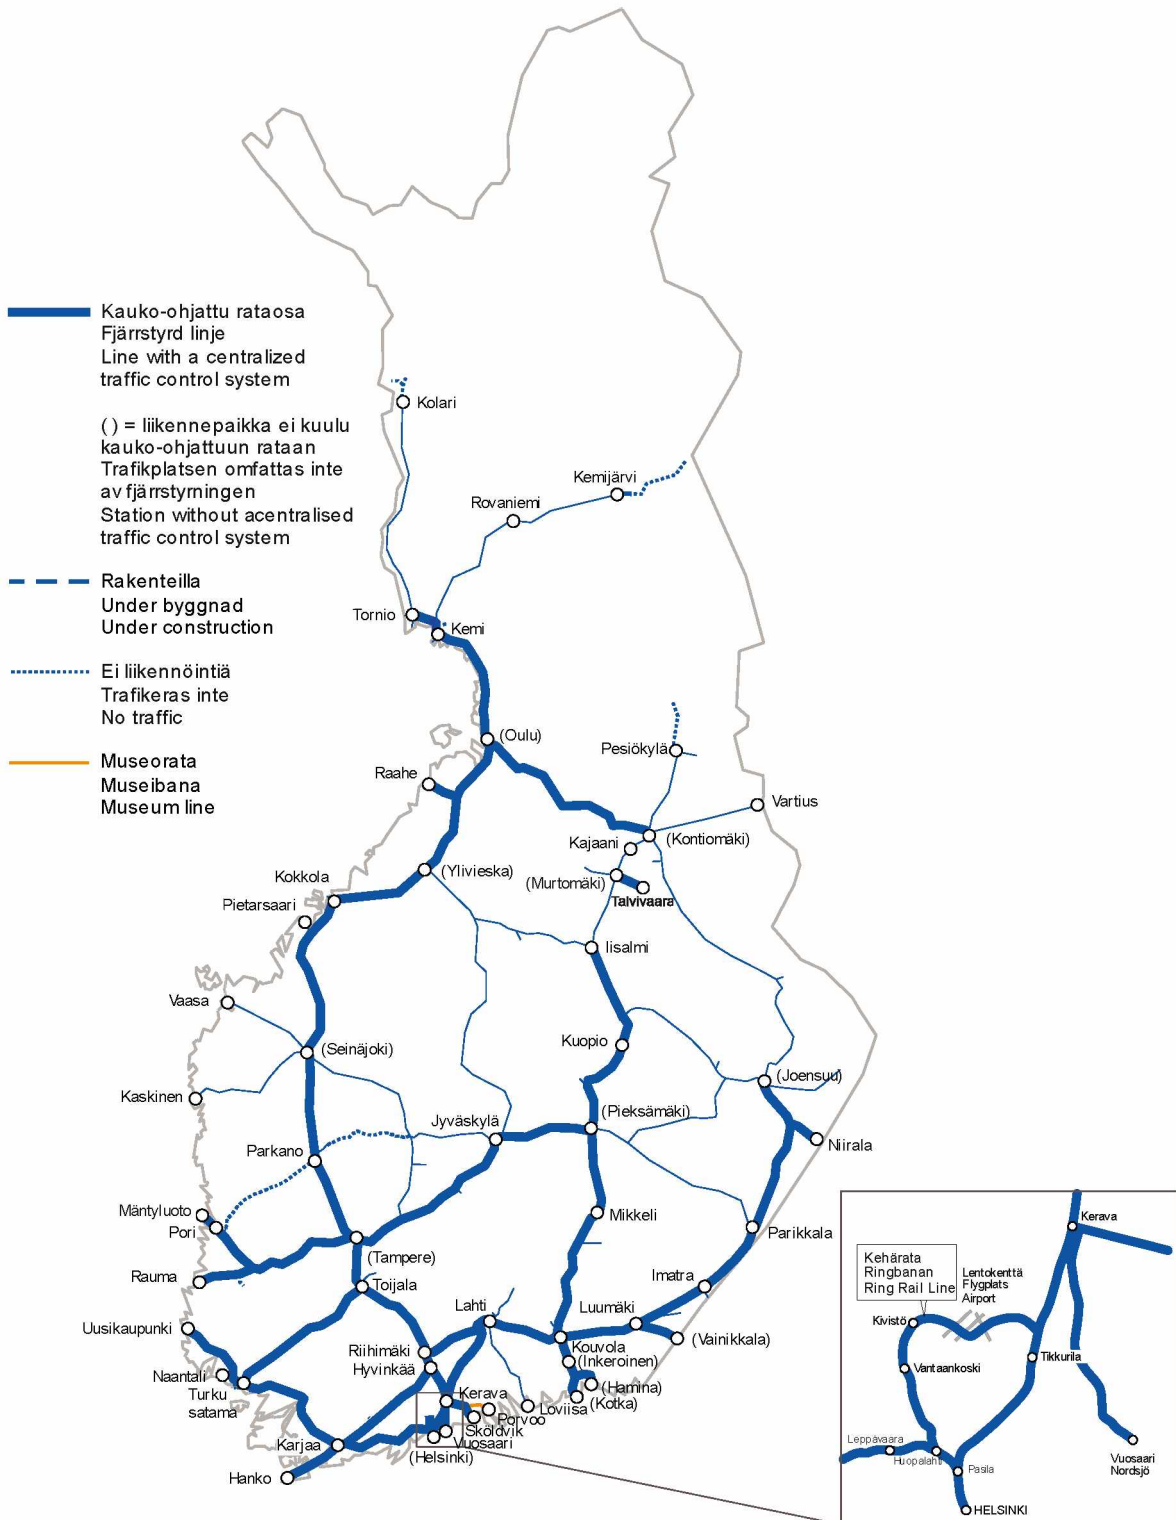 Kauko-ohjattu rataosa
Fjärrstyrd linje
Line with a centralized
traffic control system
( ) = liikennepaikka ei kuulu
kauko-ohjattuun rataan
Trafikplatsen omfattas inte
av fjärrstyrningen
Station without acentralised
traffic control system
Rakenteilla
Under byggnad
Under construction
Ei liikennöintiä
Trafikeras inte
No traffic
Museorata
Museibana
Museum line
Kolari
Kemijärvi
Rovaniemi
Tornio
Kemi
(Oulu)
Pesiökylä
Raahe
Vartius
(Kontiomäki)
Kajaani
(Ylivieska)
(Murtomäki)
Talvivaara
Kokkola
Pietarsaari
Iisalmi
Vaasa
Kuopio
(Seinäjoki)
(Joensuu)
Kaskinen
(Pieksämäki)
Jyväskylä
Niirala
Parkano
Mäntyluoto
Pori
Mikkeli
Parikkala
(Tampere)
Rauma
Toijala
Imatra
Lahti
Luumäki
Uusikaupunki
(Vainikkala)
Riihimäki
Kouvola
Hyvinkää
(Inkeroinen)
Naantali
(Hamina)
Turku
satama
Kerava
(Kotka)
Loviisa
Porvoo
Sköldvik
Vuosaari
Karjaa
(Helsinki)
Hanko
Kerava
Kehärata
Ringbanan
Ring Rail Line
Lentokenttä
Flygplats
Airport
Kivistö
Tikkurila
Vantaankoski
Leppävaara
Huopalahti
Pasila
Vuosaari
Nordsjö
HELSINKI